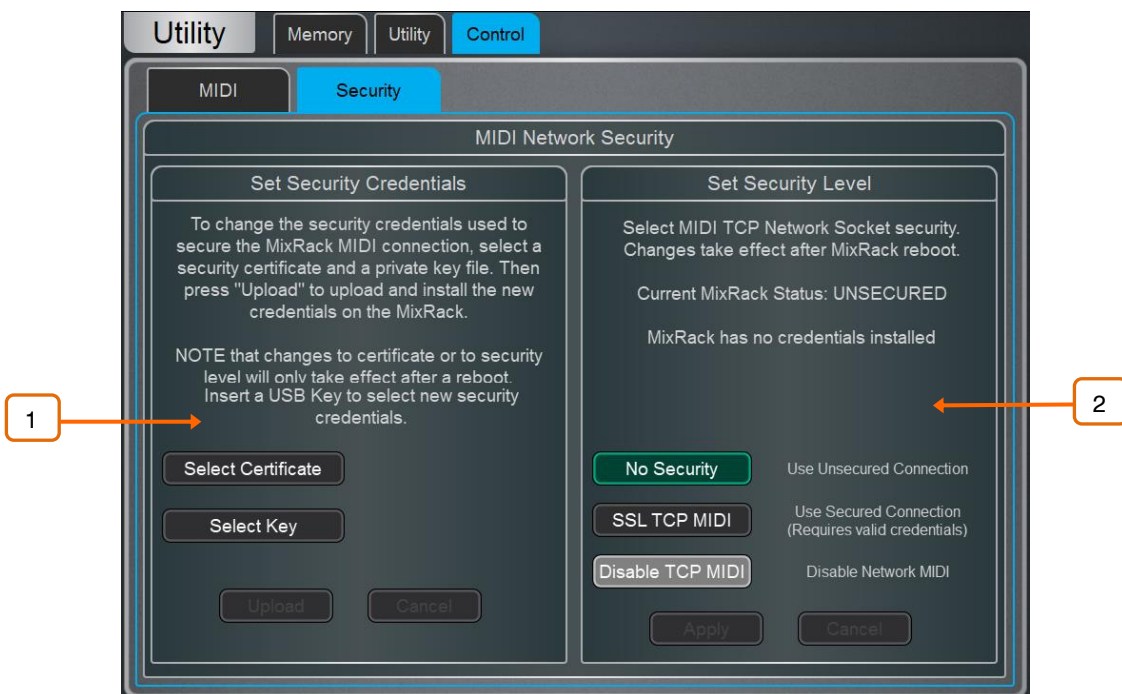 Utility
Memory
Utility
Control
MIDI
Security
MIDI Network Security
Set Security Credentials
To change the security credentials used to
secure the MixRack MIDI connection, select a
security certificate and a private key file. Then
press "Upload" to upload and install the new
credentials on the MixRack.
NOTE that changes to certificate or to security
level will only take effect after a reboot.
Insert a USB Key to select new security
credentials.
1
Select Certificate
Select Key
Upload
Cancel
Set Security Level
Select MIDI TCP Network Socket security.
Changes take effect after MixRack reboot.
Current MixRack Status: UNSECURED
MixRack has no credentials installed
2
No Security
Use Unsecured Connection
SSL TCP MIDI
Use Secured Connection
(Requires valid credentials)
Disable TCP MIDI
Disable Network MIDI
Apply
Cancel